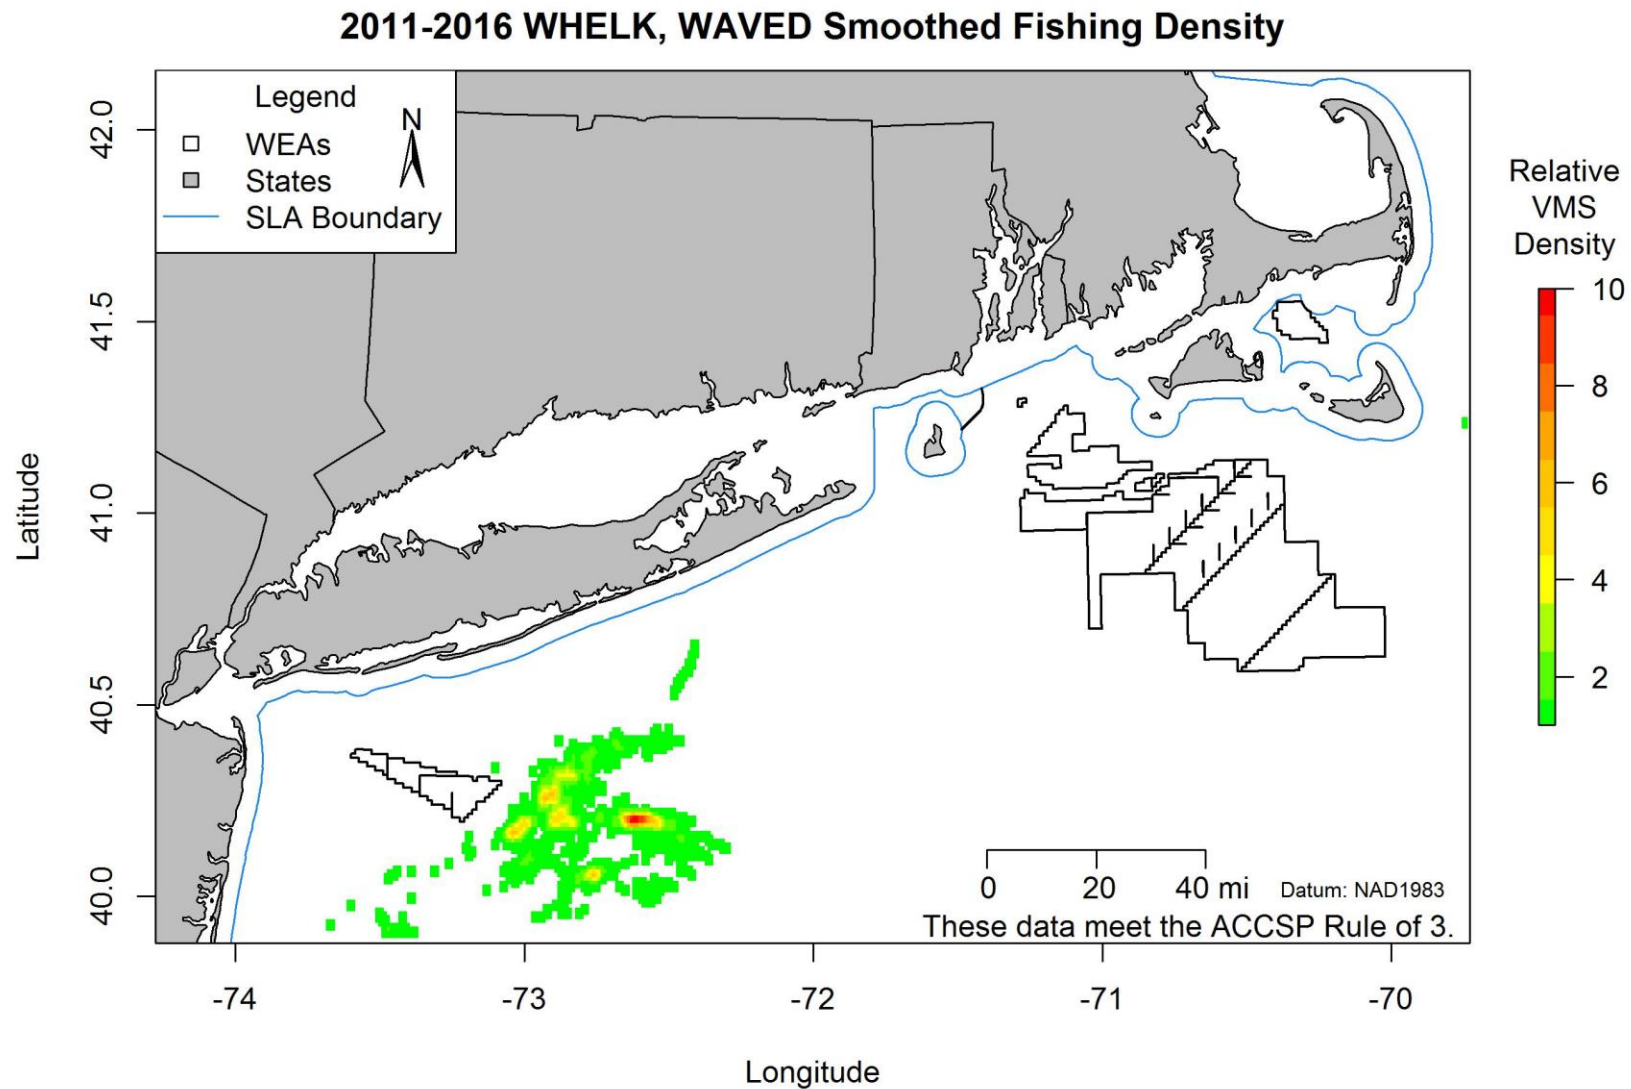 2011-2016 WHELK, WAVED Smoothed Fishing Density
Legend
N
WEAs
States
SLA Boundary
Relative
VMS
Density
10
8
6
4
2
Latitude
42.0
41.5
41.0
40.5
40.0
0 20 40 mi
Datum: NAD1983
These data meet the ACCSP Rule of 3.
-74 -73 -72 -71 -70
Longitude